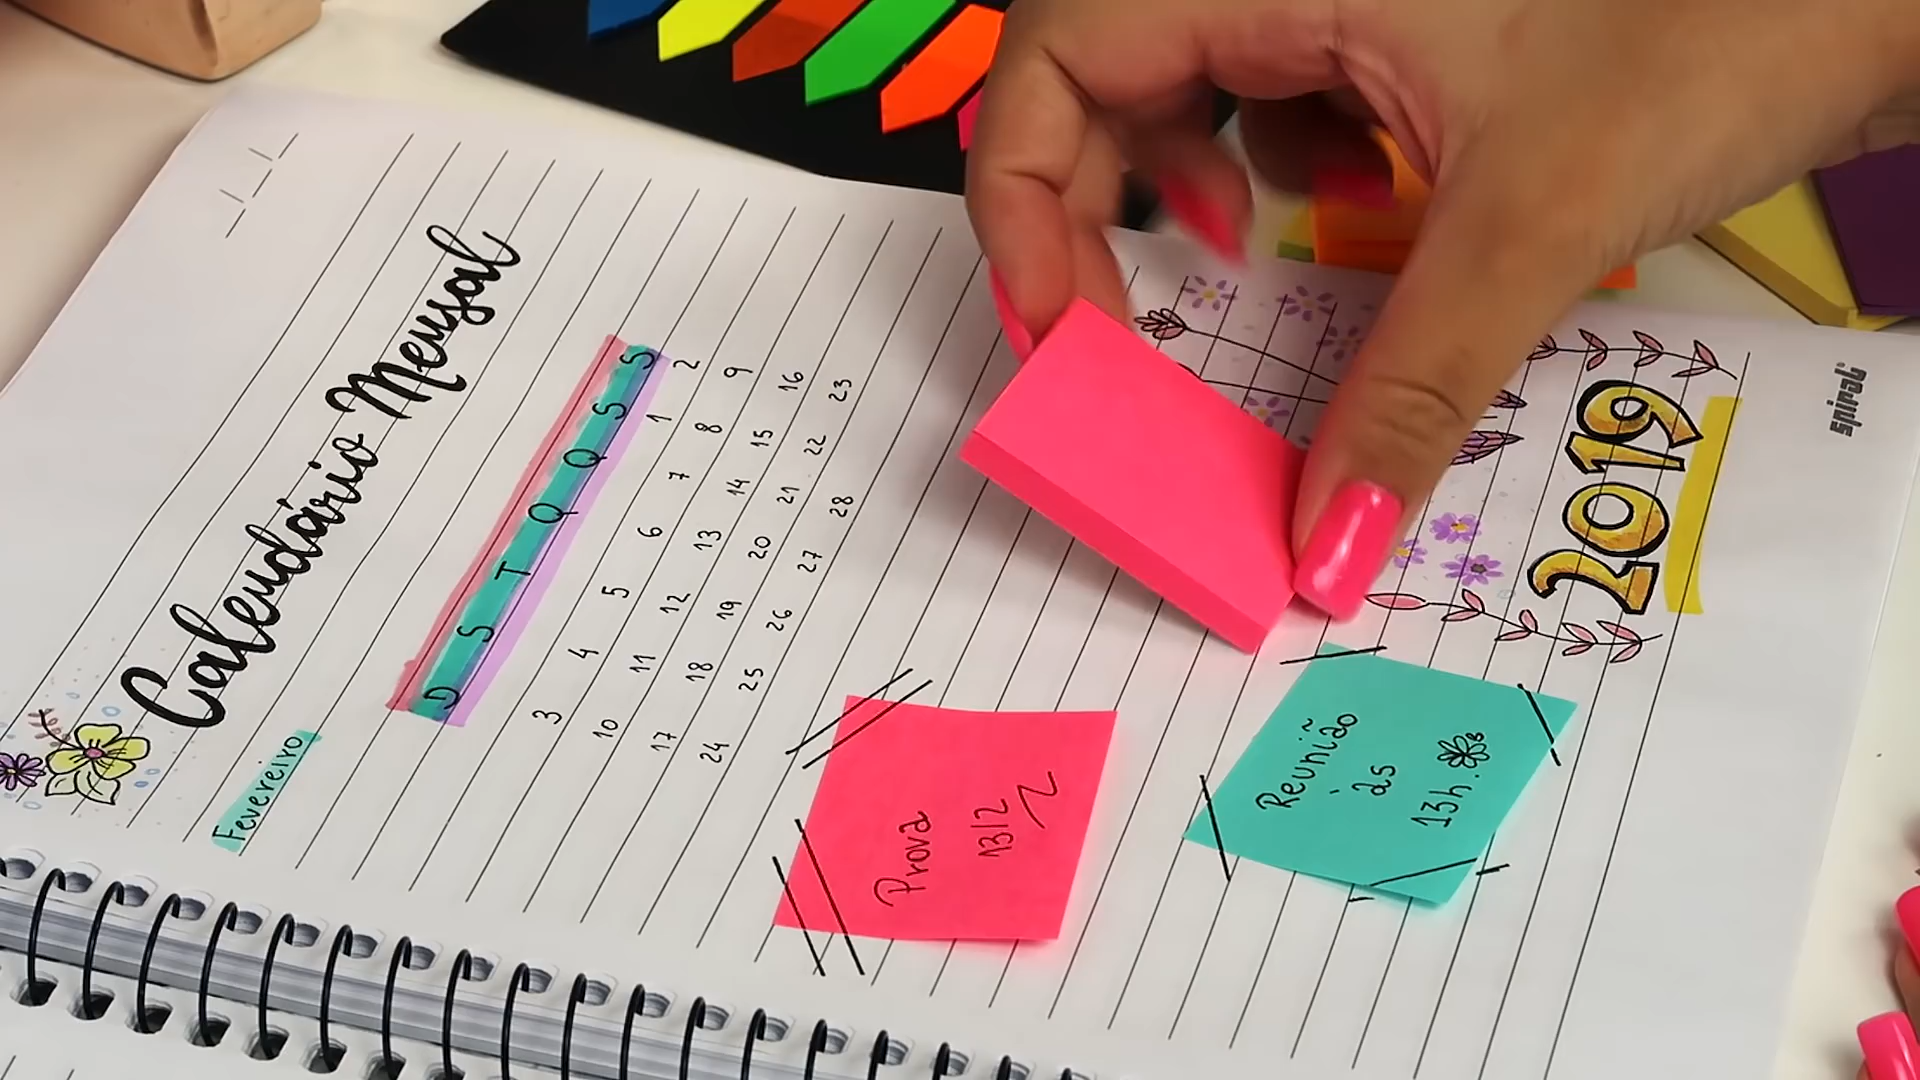 Calendário Mensal
Fevereiro
D S T Q Q S S
1 2
3 4 5 6 7 8 9
10 11 12 13 14 15 16
17 18 19 20 21 22 23
24 25 26 27 28
Prova
13/2
Reunião
às
13h.
2019
spiral